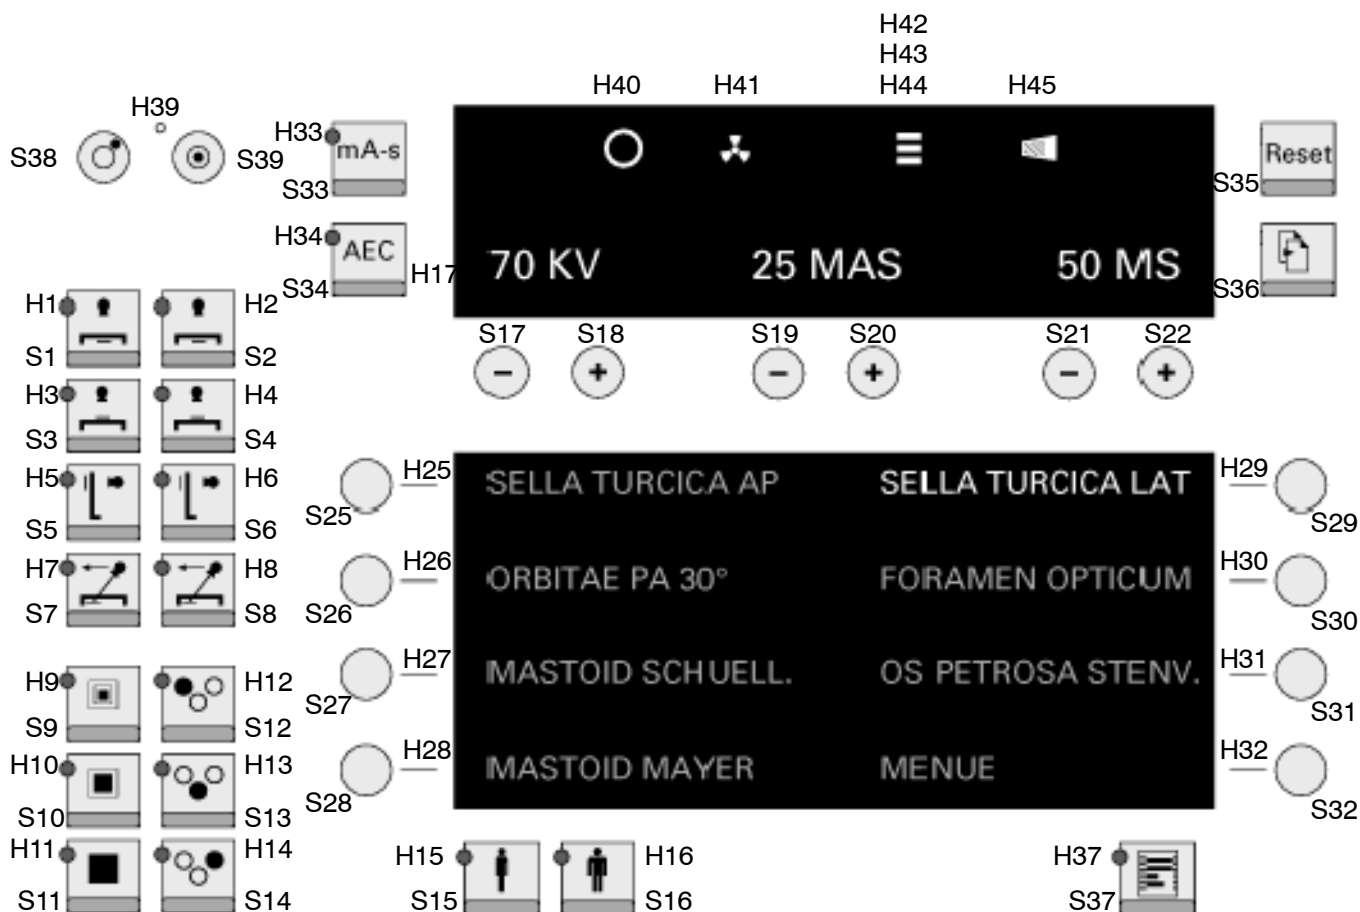 H42
H43
H40 H41 H44 H45
H39
S38 S39 H33 mA-s Reset
S33 S35
H34 AEC
S34 H17 70 KV 25 MAS 50 MS S36
H1 H2
S17 S18 S19 S20 S21 S22
S1 S2
− + − + − +
H3 H4
S3 S4
H5 H6 H25 SELLA TURCICA AP SELLA TURCICA LAT H29
S5 S6 S25 S29
H7 H8 H26 ORBITAE PA 30° FORAMEN OPTICUM H30
S7 S8 S26 S30
H9 H12 H27 MASTOID SCHUELL. OS PETROSA STENV. H31
S9 S12 S27 S31
H10 H13 H28 MASTOID MAYER MENUE H32
S10 S13 S28 S32
H11 H14 H15 H16 H37
S11 S14 S15 S16 S37